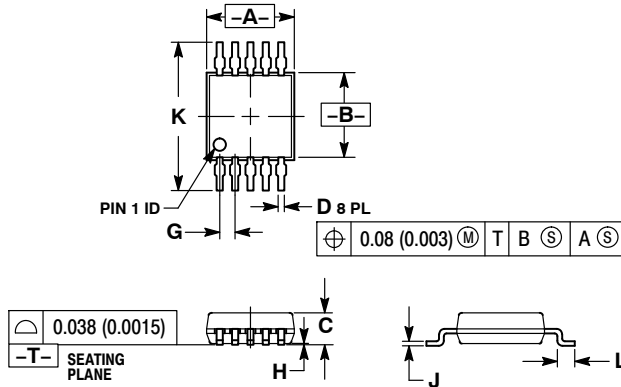 –A–
K
–B–
PIN 1 ID
G
D 8 PL
⌖ 0.08 (0.003) Ⓜ T B Ⓢ A Ⓢ
⌓ 0.038 (0.0015)
–T– SEATING
PLANE
C
H
J
L